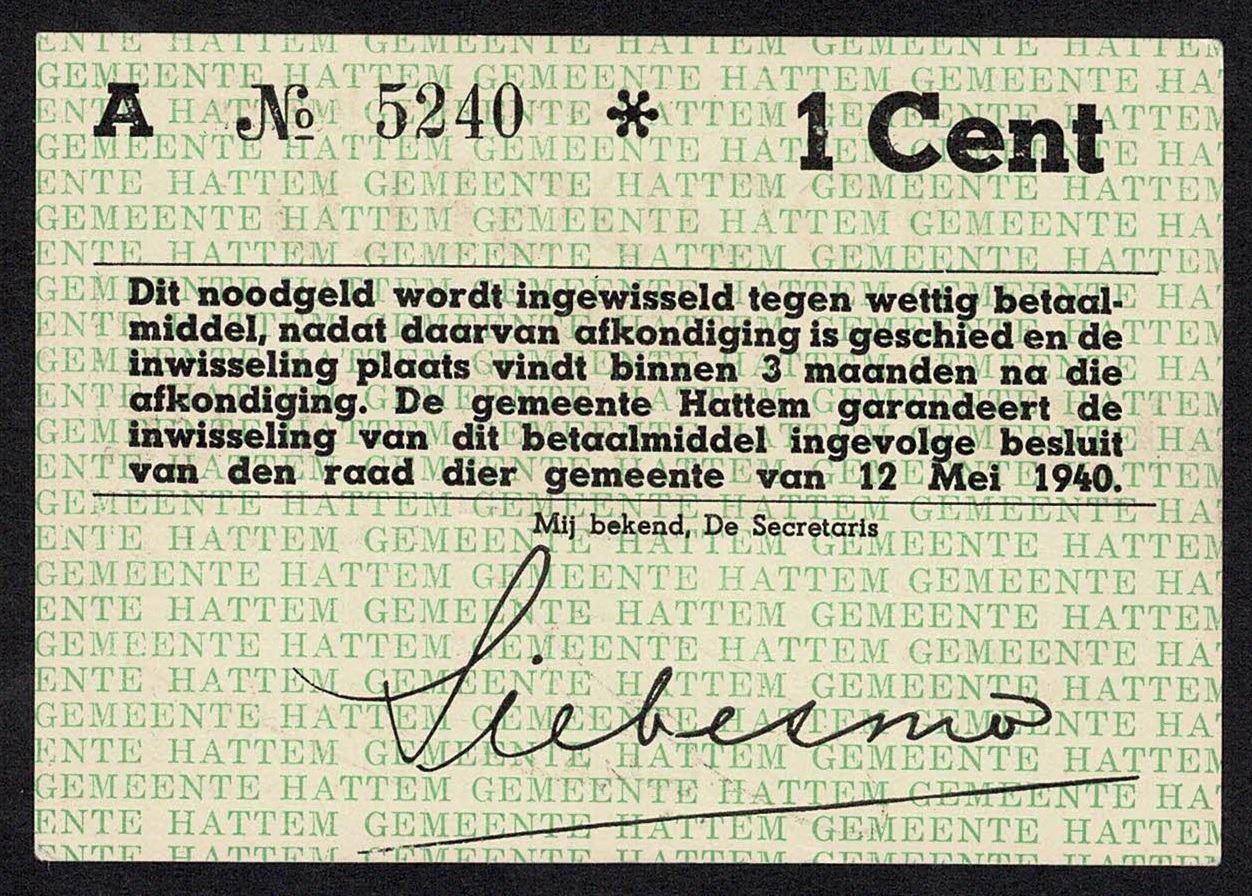 A № 5240 * 1 Cent
Dit noodgeld wordt ingewisseld tegen wettig betaal-
middel, nadat daarvan afkondiging is geschied en de
inwisseling plaats vindt binnen 3 maanden na die
afkondiging. De gemeente Hattem garandeert de
inwisseling van dit betaalmiddel ingevolge besluit
van den raad dier gemeente van 12 Mei 1940.
Mij bekend, De Secretaris